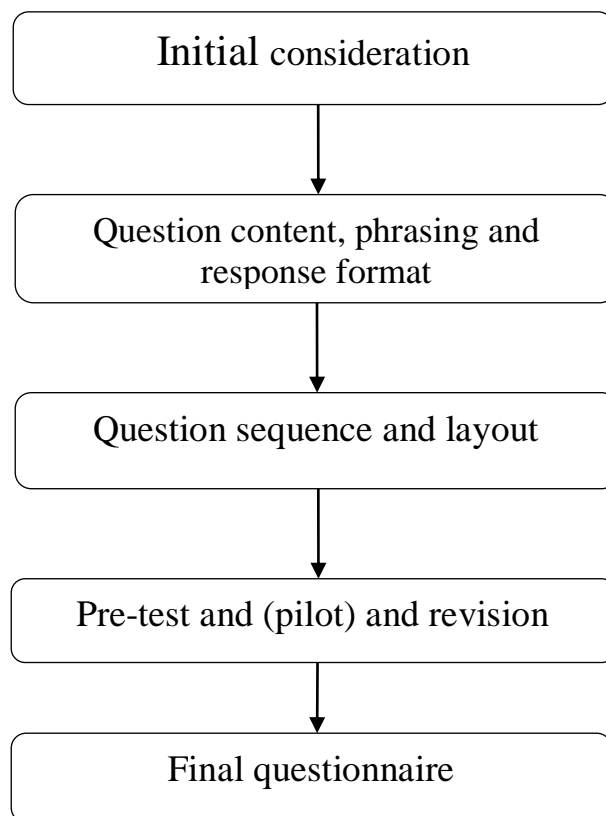 Initial consideration
Question content, phrasing and
response format
Question sequence and layout
Pre-test and (pilot) and revision
Final questionnaire